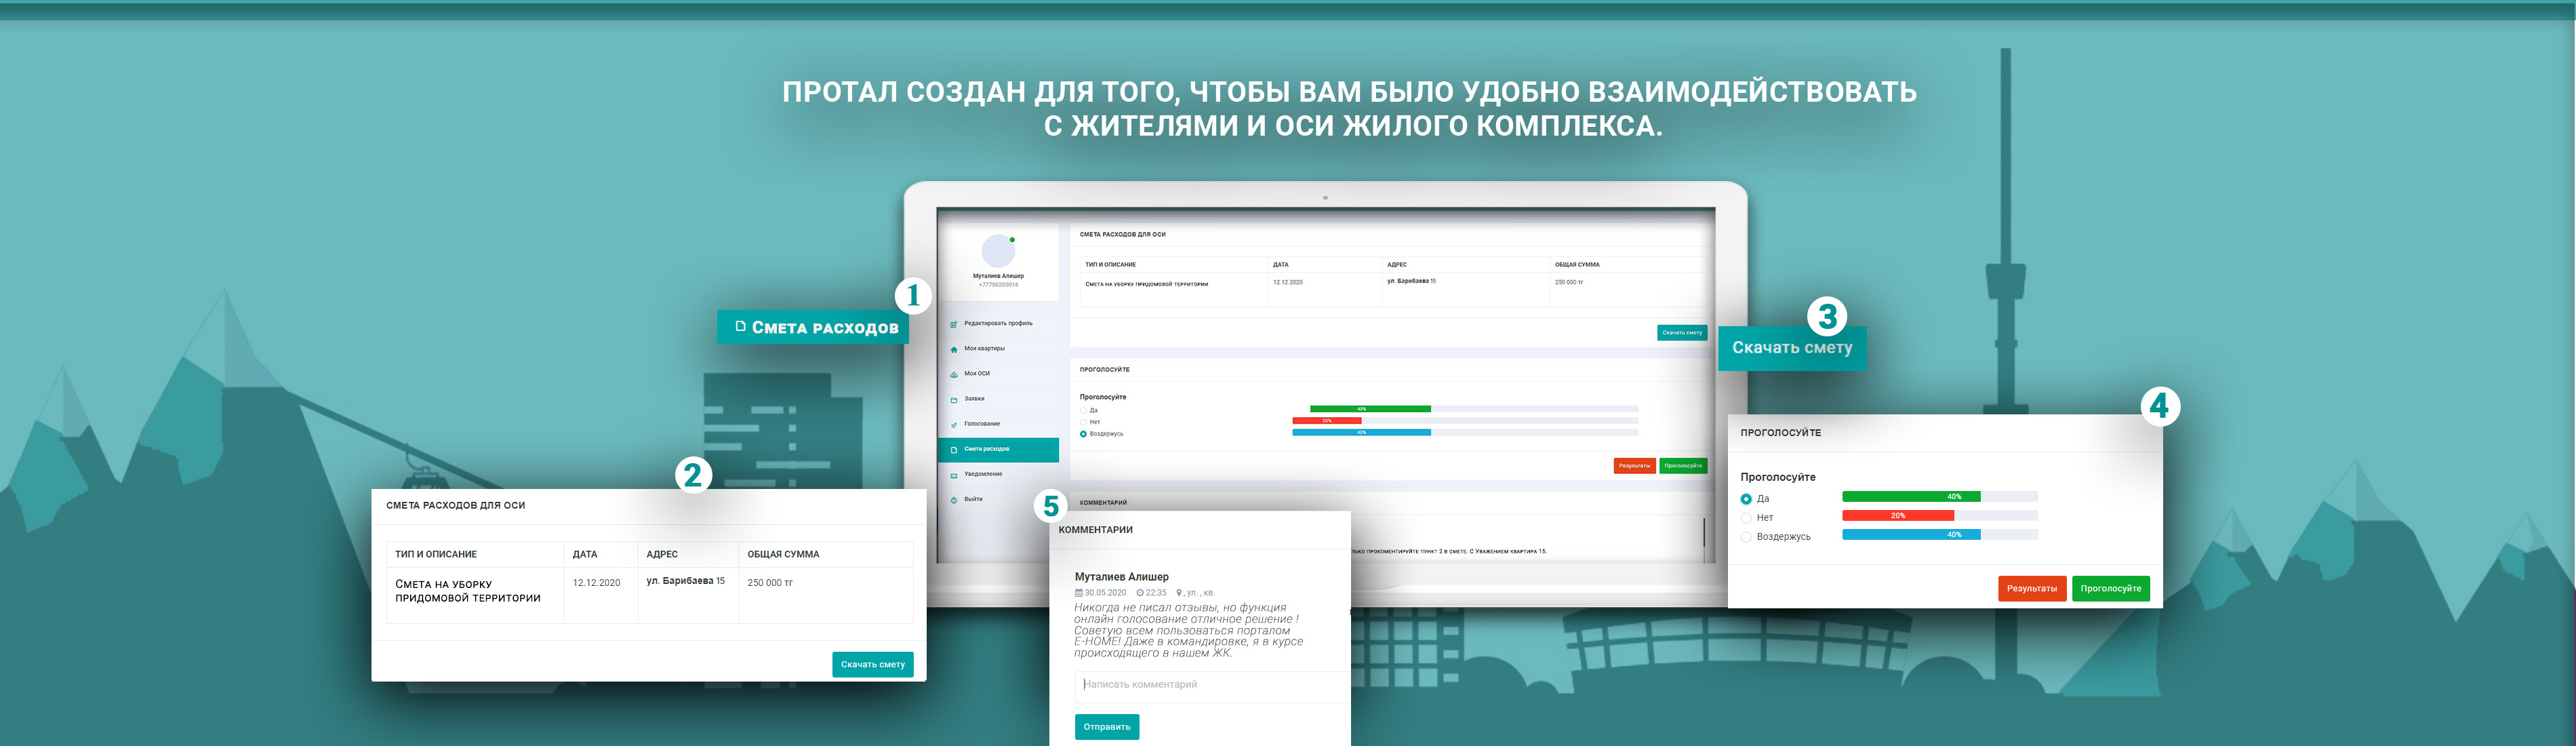 ПРОТАЛ СОЗДАН ДЛЯ ТОГО, ЧТОБЫ ВАМ БЫЛО УДОБНО ВЗАИМОДЕЙСТВОВАТЬ
С ЖИТЕЛЯМИ И ОСИ ЖИЛОГО КОМПЛЕКСА.
1
Смета расходов
Муталиев Алишер
+77786205016
Редактировать профиль
Мои квартиры
Мои ОСИ
Заявки
Голосование
Смета расходов
Уведомление
Выйти
СМЕТА РАСХОДОВ ДЛЯ ОСИ
ТИП И ОПИСАНИЕ ДАТА АДРЕС ОБЩАЯ СУММА
Смета на уборку придомовой территории 12.12.2020 ул. Барибаева 15 250 000 тг
Скачать смету
ПРОГОЛОСУЙТЕ
Проголосуйте
Да 40%
Нет 20%
Воздержусь 40%
Результаты Проголосуйте
КОММЕНТАРИЙ
лько прокоментируйте пункт 2 в смете. С Уважением квартира 15.
2
СМЕТА РАСХОДОВ ДЛЯ ОСИ
ТИП И ОПИСАНИЕ ДАТА АДРЕС ОБЩАЯ СУММА
Смета на уборку 12.12.2020 ул. Барибаева 15 250 000 тг
придомовой территории
Скачать смету
3
Скачать смету
4
ПРОГОЛОСУЙТЕ
Проголосуйте
Да 40%
Нет 20%
Воздержусь 40%
Результаты Проголосуйте
5
КОММЕНТАРИИ
Муталиев Алишер
30.05.2020 22:35 , ул. , кв.
Никогда не писал отзывы, но функция
онлайн голосование отличное решение !
Советую всем пользоваться порталом
E-HOME! Даже в командировке, я в курсе
происходящего в нашем ЖК.
Написать комментарий
Отправить